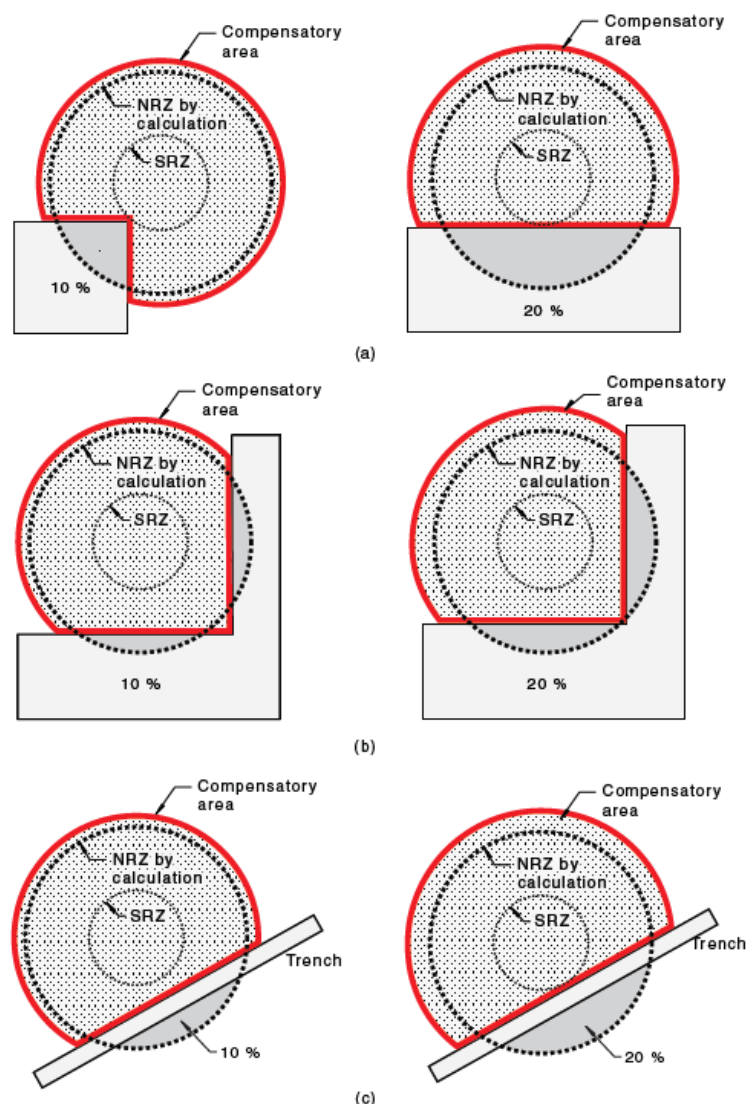 Compensatory
area
NRZ by
calculation
SRZ
10 %
Compensatory
area
NRZ by
calculation
SRZ
20 %
(a)
Compensatory
area
NRZ by
calculation
SRZ
10 %
Compensatory
area
NRZ by
calculation
SRZ
20 %
(b)
Compensatory
area
NRZ by
calculation
SRZ
Trench
10 %
Compensatory
area
NRZ by
calculation
SRZ
Trench
20 %
(c)